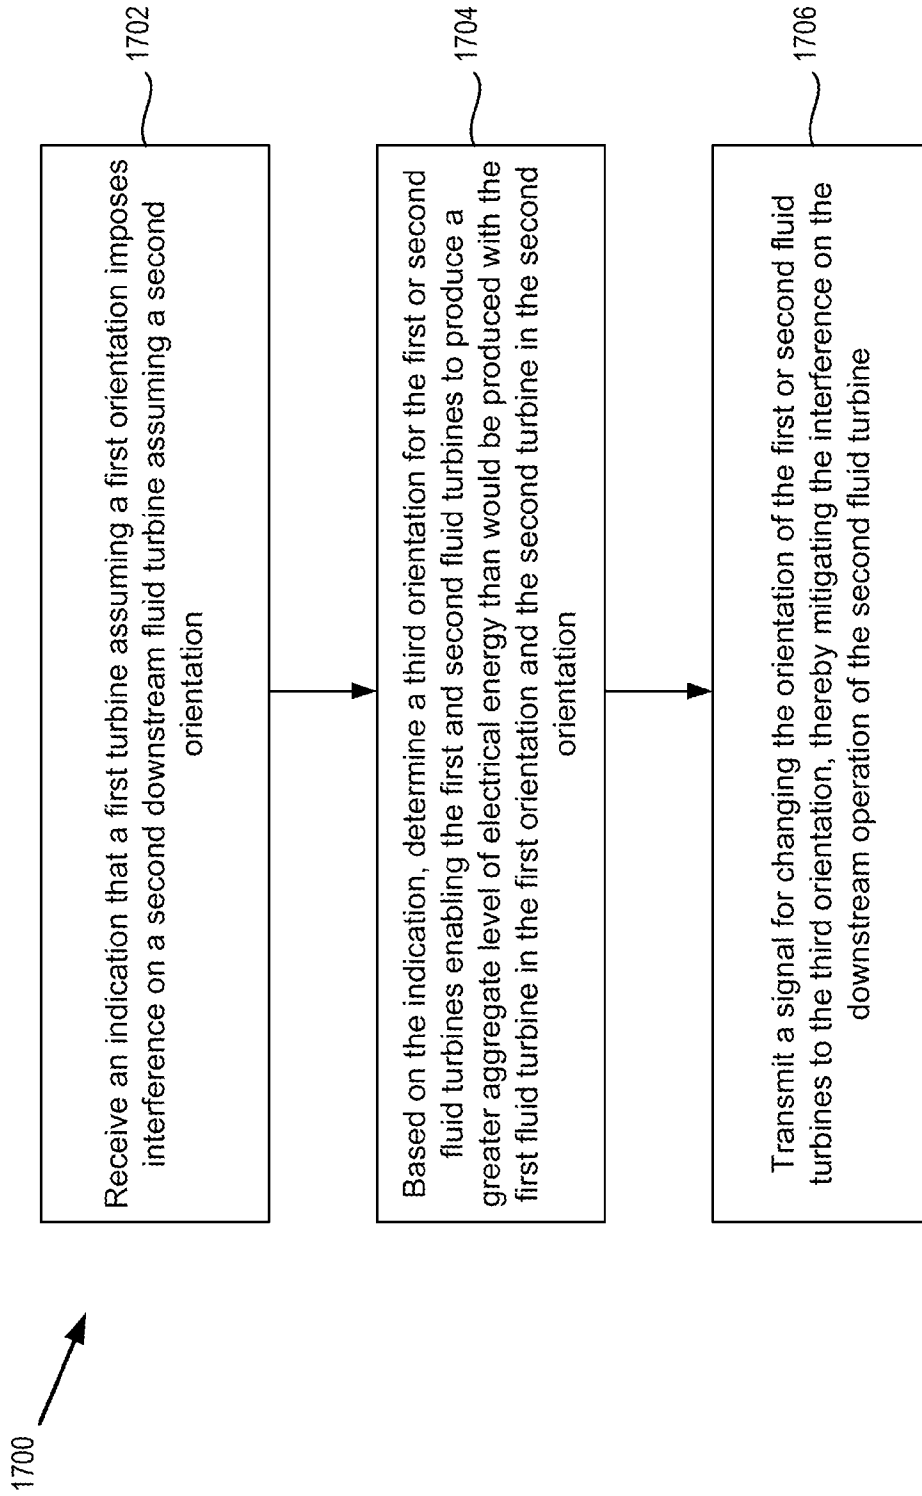 1700
Receive an indication that a first turbine assuming a first orientation imposes
interference on a second downstream fluid turbine assuming a second
orientation
1702
Based on the indication, determine a third orientation for the first or second
fluid turbines enabling the first and second fluid turbines to produce a
greater aggregate level of electrical energy than would be produced with the
first fluid turbine in the first orientation and the second turbine in the second
orientation
1704
Transmit a signal for changing the orientation of the first or second fluid
turbines to the third orientation, thereby mitigating the interference on the
downstream operation of the second fluid turbine
1706